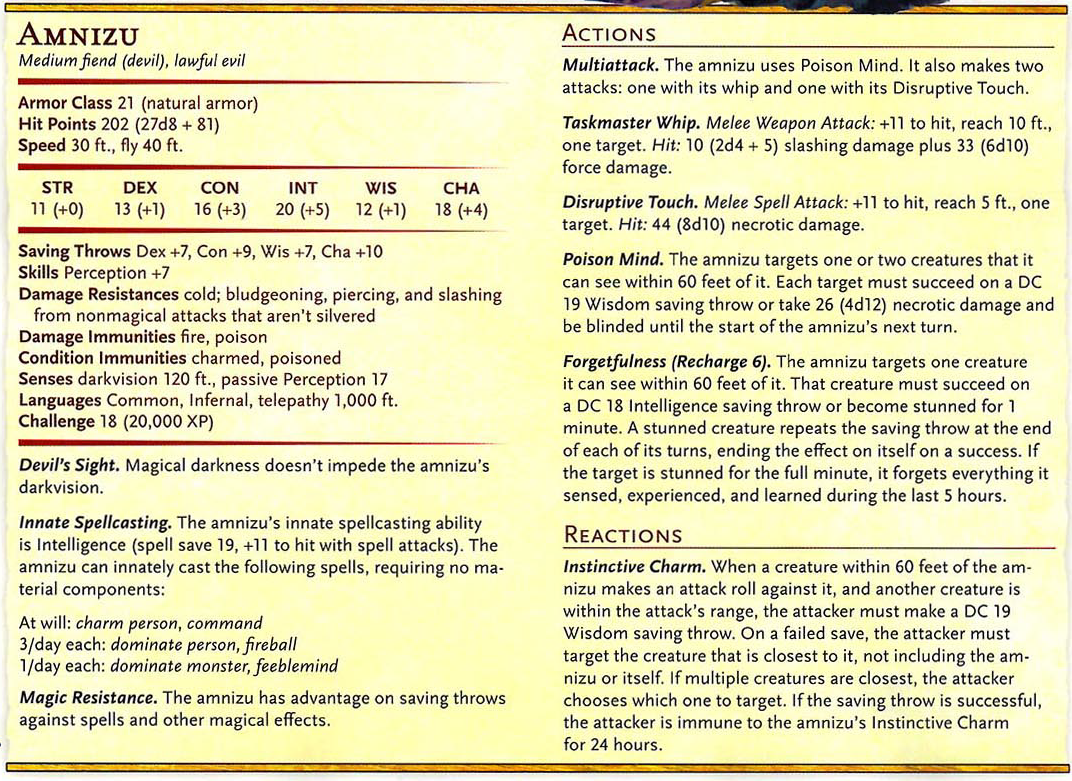 AMNIZU
Medium fiend (devil), lawful evil
Armor Class 21 (natural armor)
Hit Points 202 (27d8 + 81)
Speed 30 ft., fly 40 ft.
STR DEX CON INT WIS CHA
11 (+0) 13 (+1) 16 (+3) 20 (+5) 12 (+1) 18 (+4)
Saving Throws Dex +7, Con +9, Wis +7, Cha +10
Skills Perception +7
Damage Resistances cold; bludgeoning, piercing, and slashing
from nonmagical attacks that aren't silvered
Damage Immunities fire, poison
Condition Immunities charmed, poisoned
Senses darkvision 120 ft., passive Perception 17
Languages Common, Infernal, telepathy 1,000 ft.
Challenge 18 (20,000 XP)
Devil's Sight. Magical darkness doesn't impede the amnizu's
darkvision.
Innate Spellcasting. The amnizu's innate spellcasting ability
is Intelligence (spell save 19, +11 to hit with spell attacks). The
amnizu can innately cast the following spells, requiring no ma-
terial components:
At will: charm person, command
3/day each: dominate person, fireball
1/day each: dominate monster, feeblemind
Magic Resistance. The amnizu has advantage on saving throws
against spells and other magical effects.
ACTIONS
Multiattack. The amnizu uses Poison Mind. It also makes two
attacks: one with its whip and one with its Disruptive Touch.
Taskmaster Whip. Melee Weapon Attack: +11 to hit, reach 10 ft.,
one target. Hit: 10 (2d4 + 5) slashing damage plus 33 (6d10)
force damage.
Disruptive Touch. Melee Spell Attack: +11 to hit, reach 5 ft., one
target. Hit: 44 (8d10) necrotic damage.
Poison Mind. The amnizu targets one or two creatures that it
can see within 60 feet of it. Each target must succeed on a DC
19 Wisdom saving throw or take 26 (4d12) necrotic damage and
be blinded until the start of the amnizu's next turn.
Forgetfulness (Recharge 6). The amnizu targets one creature
it can see within 60 feet of it. That creature must succeed on
a DC 18 Intelligence saving throw or become stunned for 1
minute. A stunned creature repeats the saving throw at the end
of each of its turns, ending the effect on itself on a success. If
the target is stunned for the full minute, it forgets everything it
sensed, experienced, and learned during the last 5 hours.
REACTIONS
Instinctive Charm. When a creature within 60 feet of the am-
nizu makes an attack roll against it, and another creature is
within the attack's range, the attacker must make a DC 19
Wisdom saving throw. On a failed save, the attacker must
target the creature that is closest to it, not including the am-
nizu or itself. If multiple creatures are closest, the attacker
chooses which one to target. If the saving throw is successful,
the attacker is immune to the amnizu's Instinctive Charm
for 24 hours.